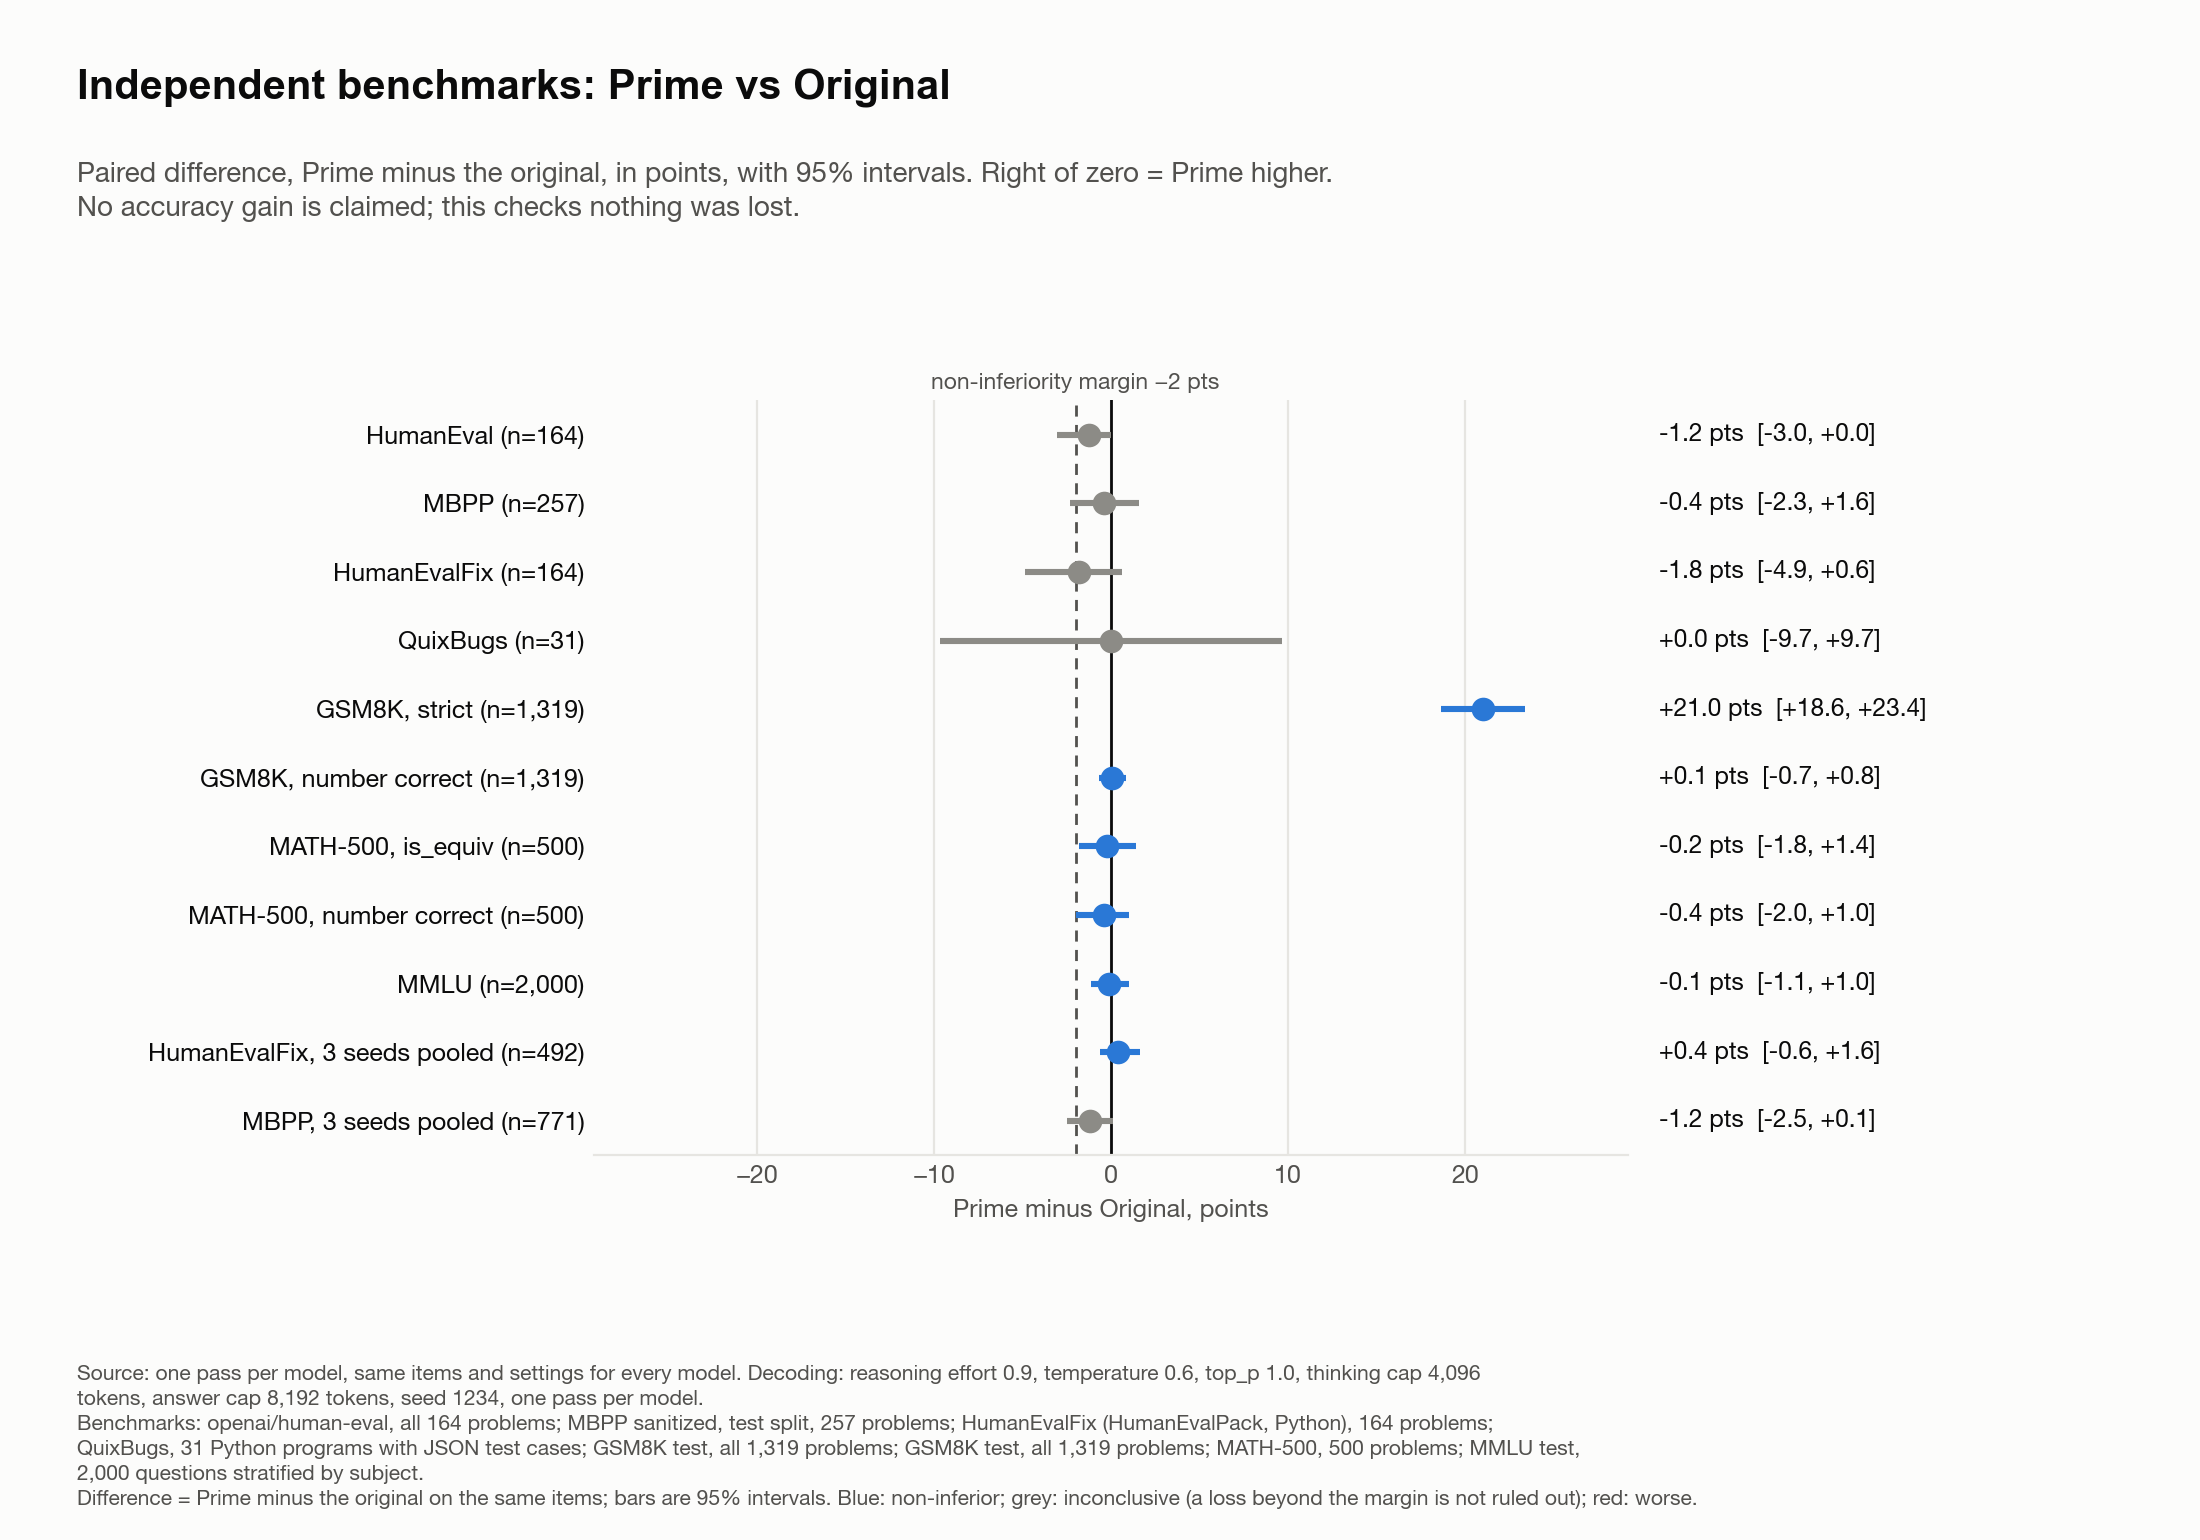 Independent benchmarks: Prime vs Original
Paired difference, Prime minus the original, in points, with 95% intervals. Right of zero = Prime higher.
No accuracy gain is claimed; this checks nothing was lost.
non-inferiority margin −2 pts
HumanEval (n=164) -1.2 pts [-3.0, +0.0]
MBPP (n=257) -0.4 pts [-2.3, +1.6]
HumanEvalFix (n=164) -1.8 pts [-4.9, +0.6]
QuixBugs (n=31) +0.0 pts [-9.7, +9.7]
GSM8K, strict (n=1,319) +21.0 pts [+18.6, +23.4]
GSM8K, number correct (n=1,319) +0.1 pts [-0.7, +0.8]
MATH-500, is_equiv (n=500) -0.2 pts [-1.8, +1.4]
MATH-500, number correct (n=500) -0.4 pts [-2.0, +1.0]
MMLU (n=2,000) -0.1 pts [-1.1, +1.0]
HumanEvalFix, 3 seeds pooled (n=492) +0.4 pts [-0.6, +1.6]
MBPP, 3 seeds pooled (n=771) -1.2 pts [-2.5, +0.1]
−20 −10 0 10 20
Prime minus Original, points
Source: one pass per model, same items and settings for every model. Decoding: reasoning effort 0.9, temperature 0.6, top_p 1.0, thinking cap 4,096
tokens, answer cap 8,192 tokens, seed 1234, one pass per model.
Benchmarks: openai/human-eval, all 164 problems; MBPP sanitized, test split, 257 problems; HumanEvalFix (HumanEvalPack, Python), 164 problems;
QuixBugs, 31 Python programs with JSON test cases; GSM8K test, all 1,319 problems; GSM8K test, all 1,319 problems; MATH-500, 500 problems; MMLU test,
2,000 questions stratified by subject.
Difference = Prime minus the original on the same items; bars are 95% intervals. Blue: non-inferior; grey: inconclusive (a loss beyond the margin is not ruled out); red: worse.